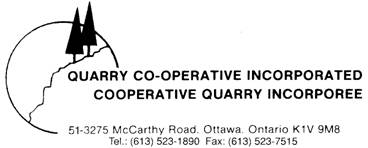 QUARRY CO-OPERATIVE INCORPORATED
COOPERATIVE QUARRY INCORPOREE
51-3275 McCarthy Road, Ottawa, Ontario K1V 9M8
Tel.: (613) 523-1890 Fax: (613) 523-7515